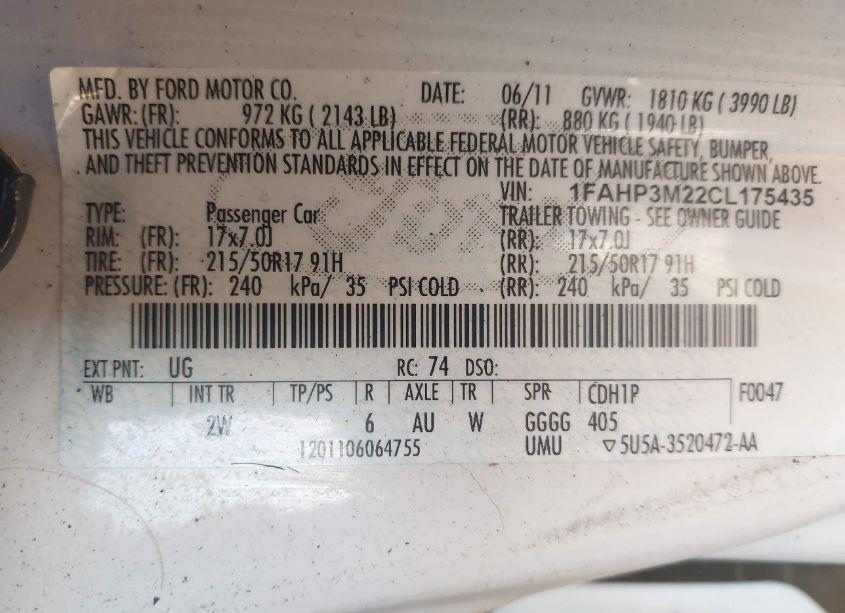 MFD. BY FORD MOTOR CO. DATE: 06/11 GVWR: 1810 KG ( 3990 LB)
GAWR: (FR): 972 KG ( 2143 LB) (RR): 880 KG ( 1940 LB)
THIS VEHICLE CONFORMS TO ALL APPLICABLE FEDERAL MOTOR VEHICLE SAFETY, BUMPER,
AND THEFT PREVENTION STANDARDS IN EFFECT ON THE DATE OF MANUFACTURE SHOWN ABOVE.
VIN: 1FAHP3M22CL175435
TYPE: Passenger Car TRAILER TOWING - SEE OWNER GUIDE
RIM: (FR): 17x7.0J (RR): 17x7.0J
TIRE: (FR): 215/50R17 91H (RR): 215/50R17 91H
PRESSURE: (FR): 240 kPa/ 35 PSI COLD (RR): 240 kPa/ 35 PSI COLD
EXT PNT: UG RC: 74 DSO:
WB INT TR TP/PS R AXLE TR SPR CDH1P F0047
2W 6 AU W GGGG 405
1201106064755 UMU ▽5U5A-3520472-AA